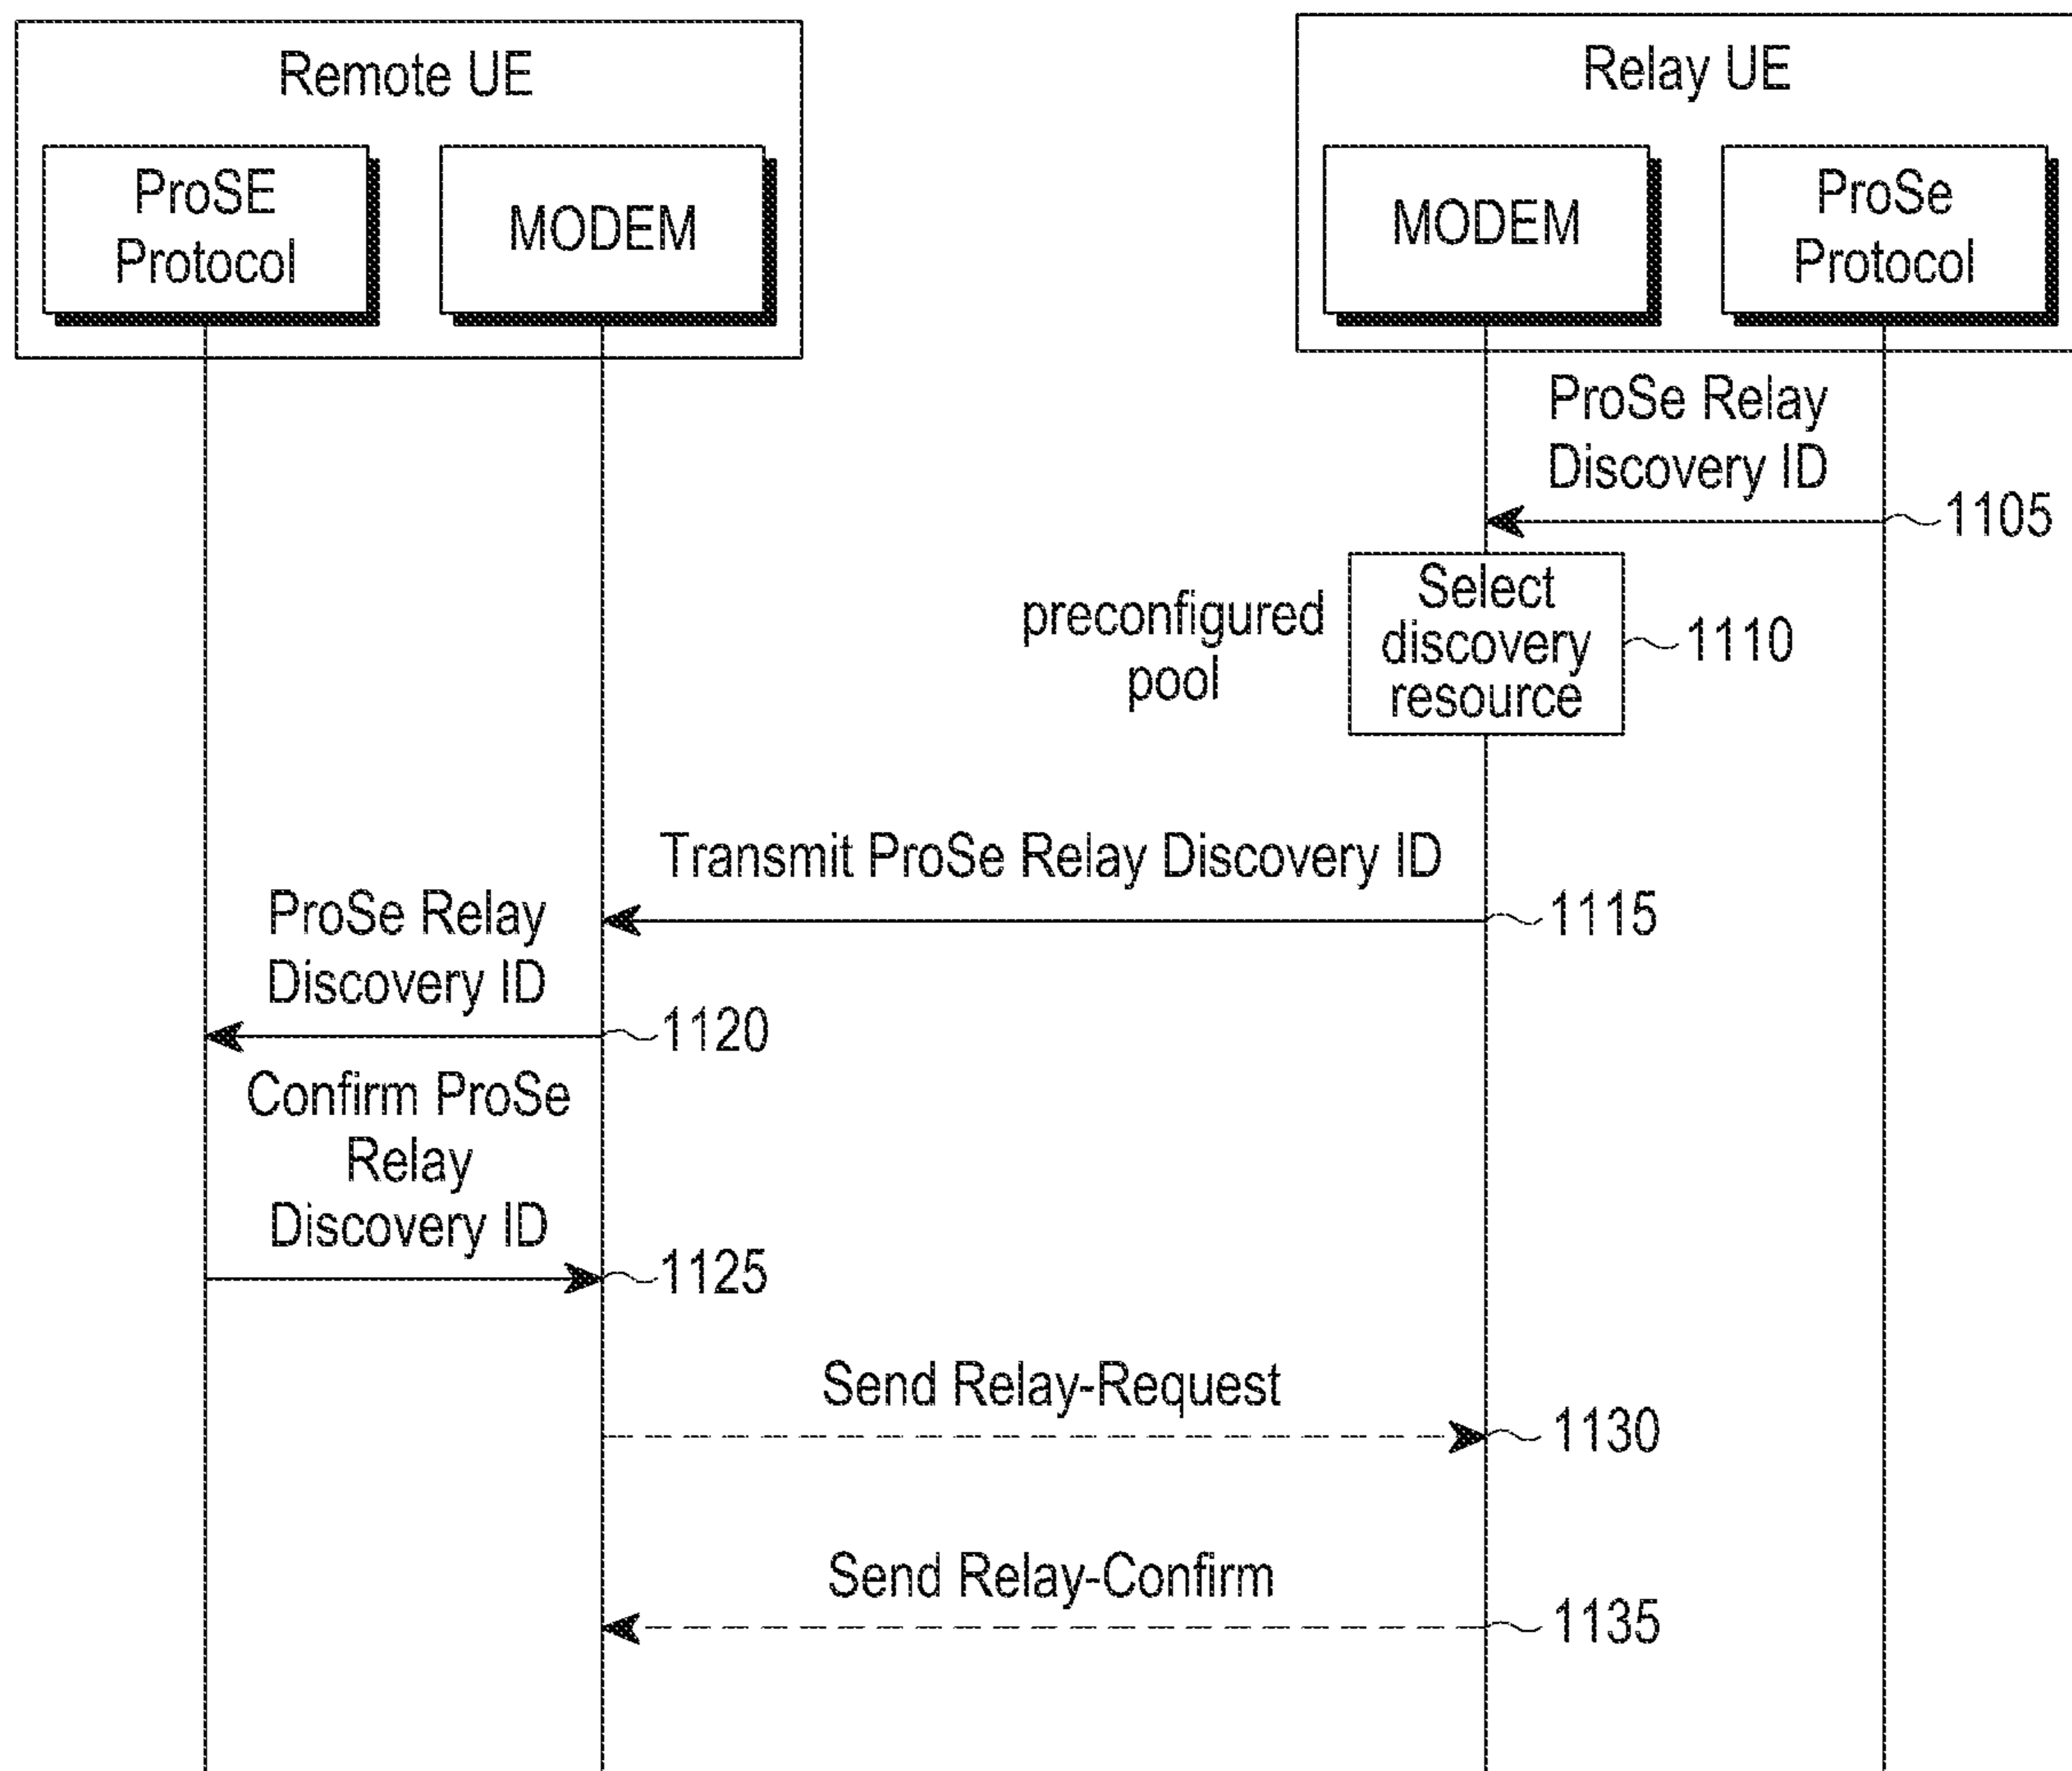 Remote UE
ProSE
Protocol
MODEM
Relay UE
MODEM
ProSe
Protocol
ProSe Relay
Discovery ID
1105
preconfigured
pool
Select
discovery
resource
1110
Transmit ProSe Relay Discovery ID
1115
ProSe Relay
Discovery ID
1120
Confirm ProSe
Relay
Discovery ID
1125
Send Relay-Request
1130
Send Relay-Confirm
1135